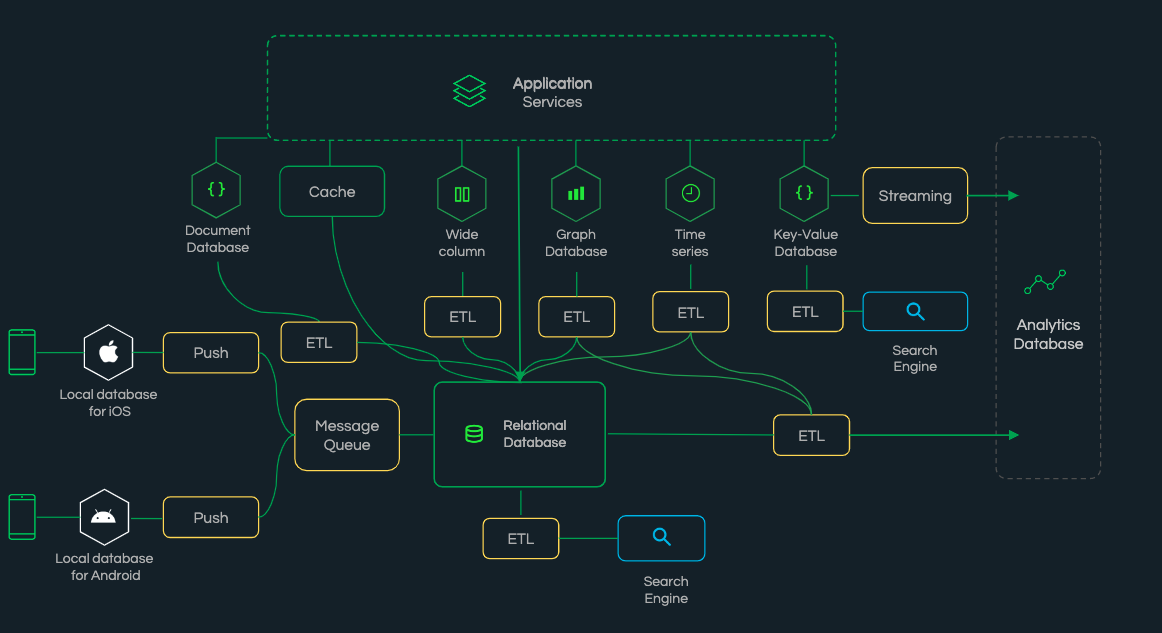 Application
Services
Cache
Streaming
Document
Database
Wide
column
Graph
Database
Time
series
Key-Value
Database
ETL
ETL
ETL
ETL
ETL
Search
Engine
Analytics
Database
Push
Local database
for iOS
Message
Queue
Relational
Database
ETL
Push
Local database
for Android
ETL
Search
Engine